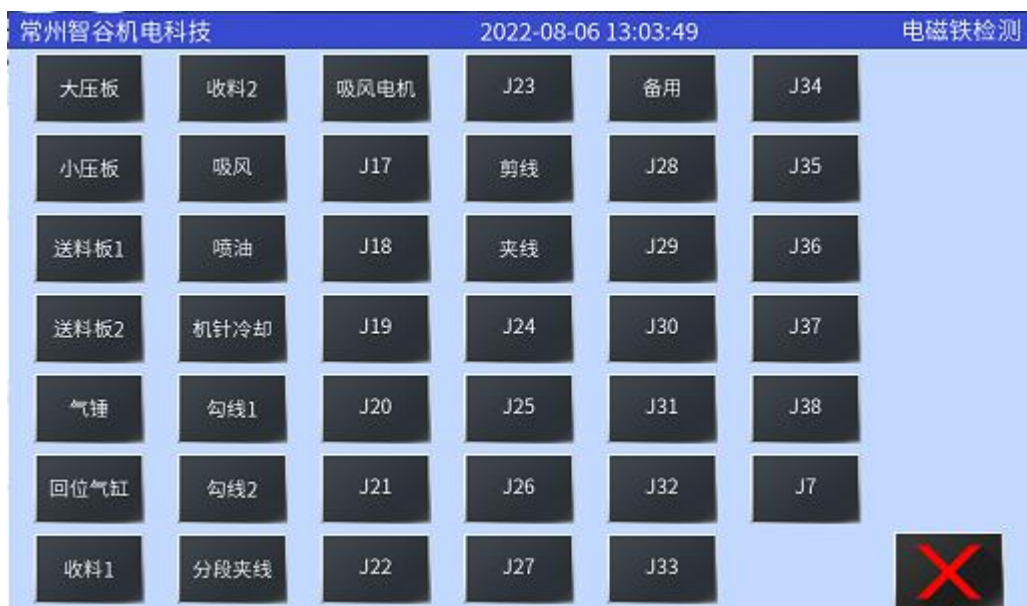 常州智谷机电科技 2022-08-06 13:03:49 电磁铁检测
大压板 收料2 吸风电机 J23 备用 J34
小压板 吸风 J17 剪线 J28 J35
送料板1 喷油 J18 夹线 J29 J36
送料板2 机针冷却 J19 J24 J30 J37
气锤 勾线1 J20 J25 J31 J38
回位气缸 勾线2 J21 J26 J32 J7
收料1 分段夹线 J22 J27 J33